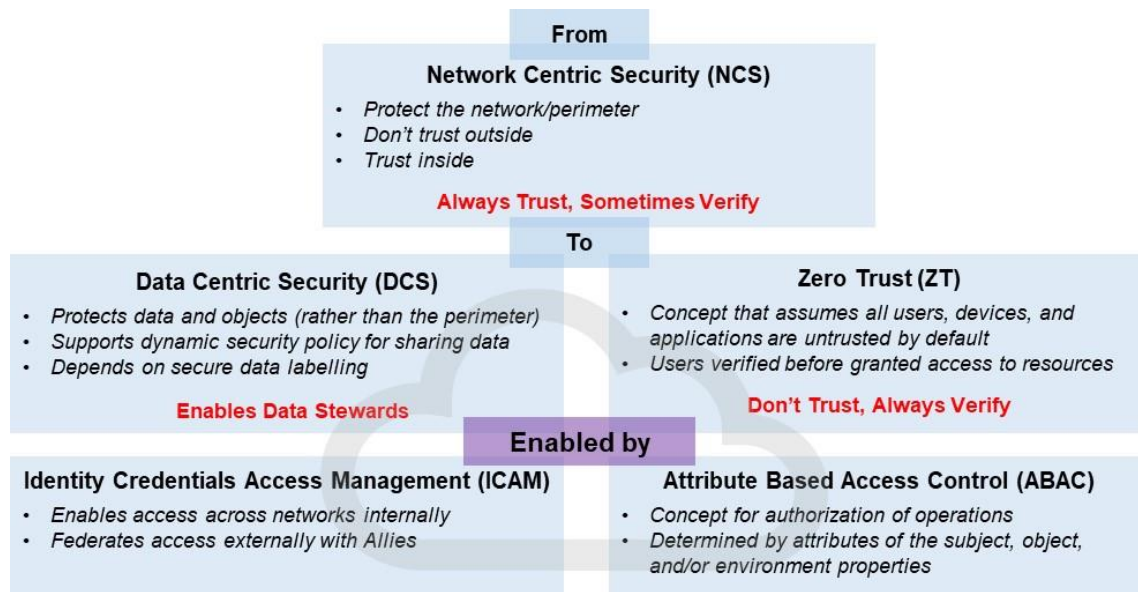 From
Network Centric Security (NCS)
• Protect the network/perimeter
• Don't trust outside
• Trust inside
Always Trust, Sometimes Verify
To
Data Centric Security (DCS)
• Protects data and objects (rather than the perimeter)
• Supports dynamic security policy for sharing data
• Depends on secure data labelling
Enables Data Stewards
Zero Trust (ZT)
• Concept that assumes all users, devices, and
applications are untrusted by default
• Users verified before granted access to resources
Don't Trust, Always Verify
Enabled by
Identity Credentials Access Management (ICAM)
• Enables access across networks internally
• Federates access externally with Allies
Attribute Based Access Control (ABAC)
• Concept for authorization of operations
• Determined by attributes of the subject, object,
and/or environment properties